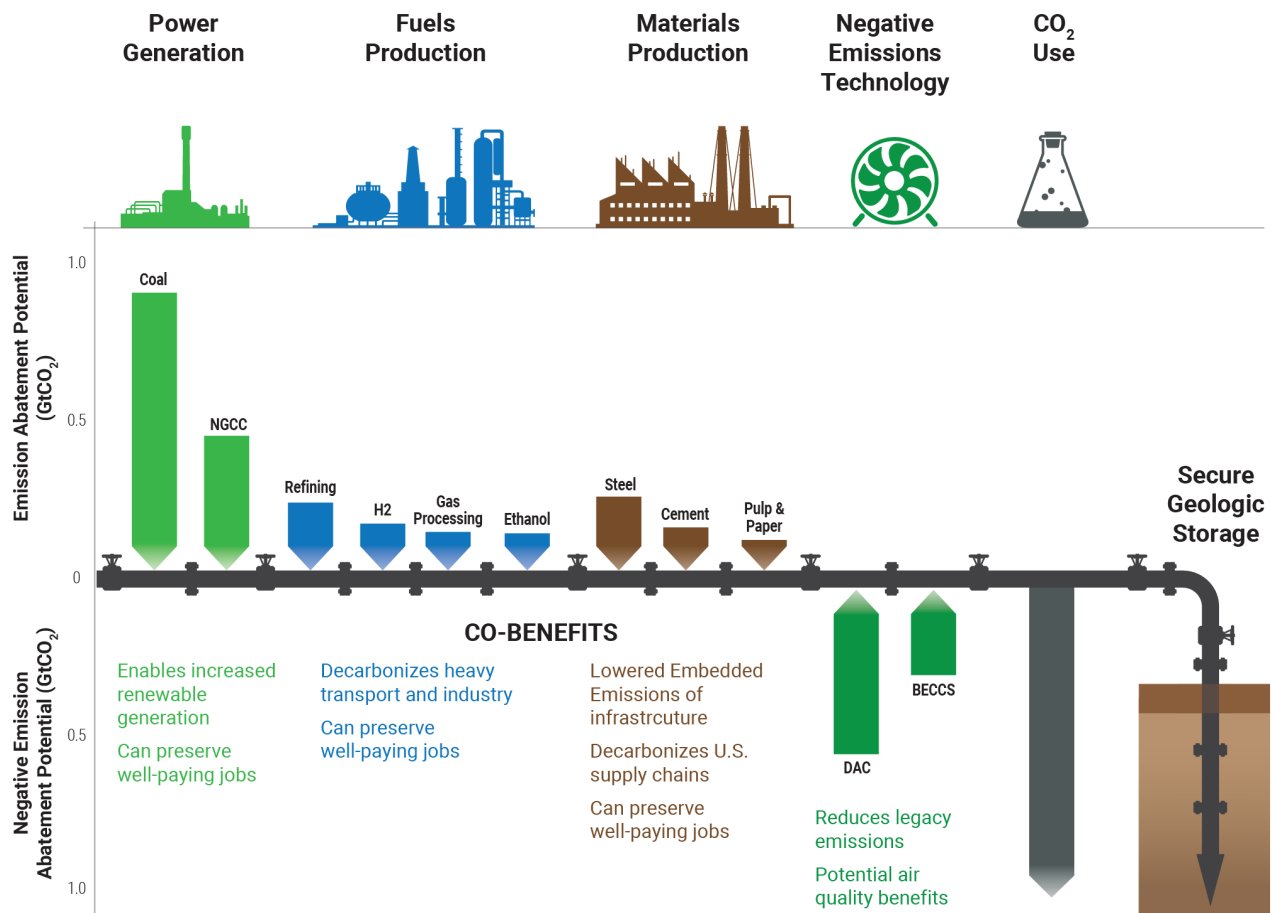 Power
Generation
Fuels
Production
Materials
Production
Negative
Emissions
Technology
CO₂
Use
Emission Abatement Potential
(GtCO₂)
1.0
0.5
0
Coal
NGCC
Refining
H2
Gas
Processing
Ethanol
Steel
Cement
Pulp &
Paper
Secure
Geologic
Storage
Negative Emission
Abatement Potential (GtCO₂)
0.5
1.0
CO-BENEFITS
Enables increased
renewable
generation
Can preserve
well-paying jobs
Decarbonizes heavy
transport and industry
Can preserve
well-paying jobs
Lowered Embedded
Emissions of
infrastrcuture
Decarbonizes U.S.
supply chains
Can preserve
well-paying jobs
DAC
BECCS
Reduces legacy
emissions
Potential air
quality benefits